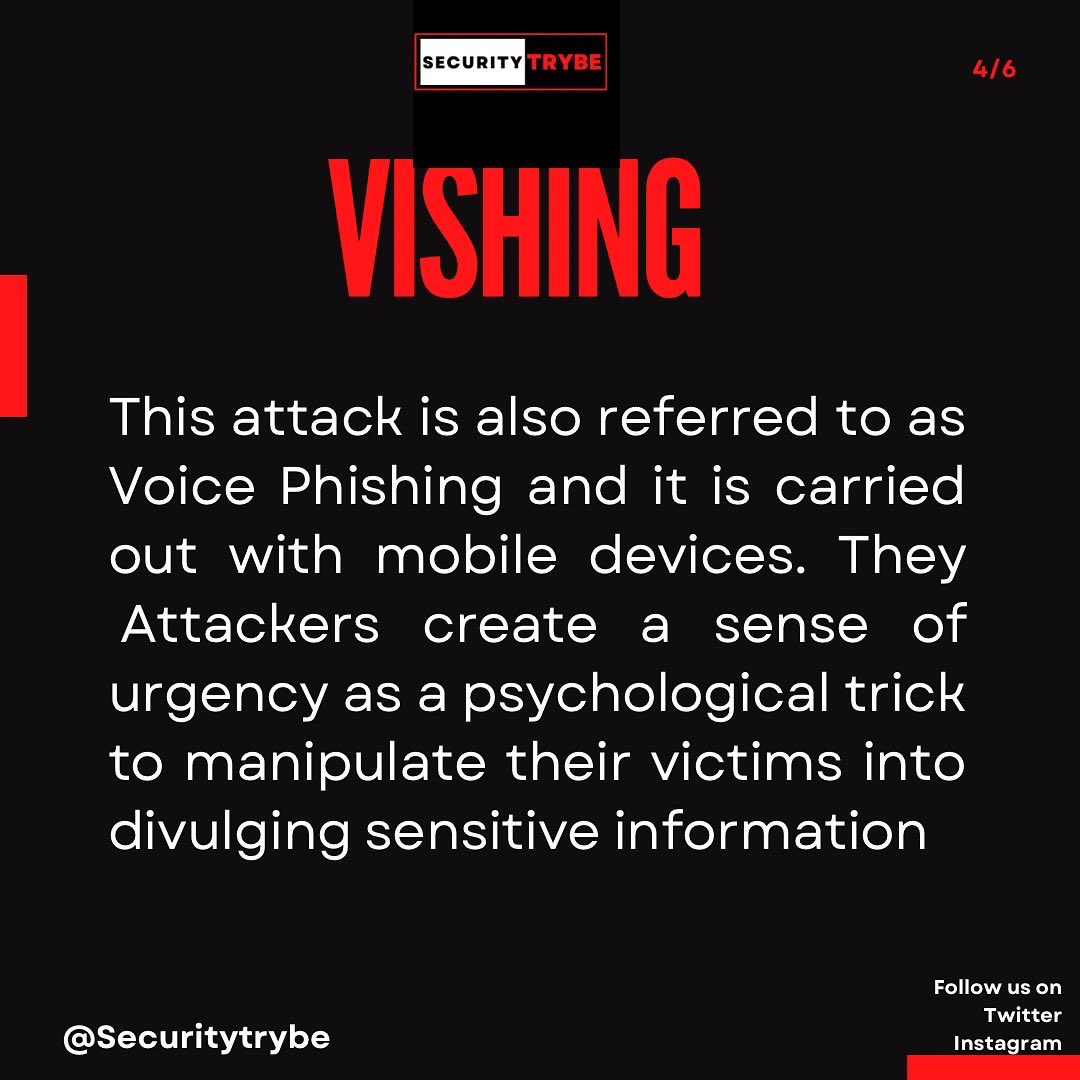 SECURITY TRYBE
4/6
VISHING
This attack is also referred to as
Voice Phishing and it is carried
out with mobile devices. They
Attackers create a sense of
urgency as a psychological trick
to manipulate their victims into
divulging sensitive information
@Securitytrybe
Follow us on
Twitter
Instagram